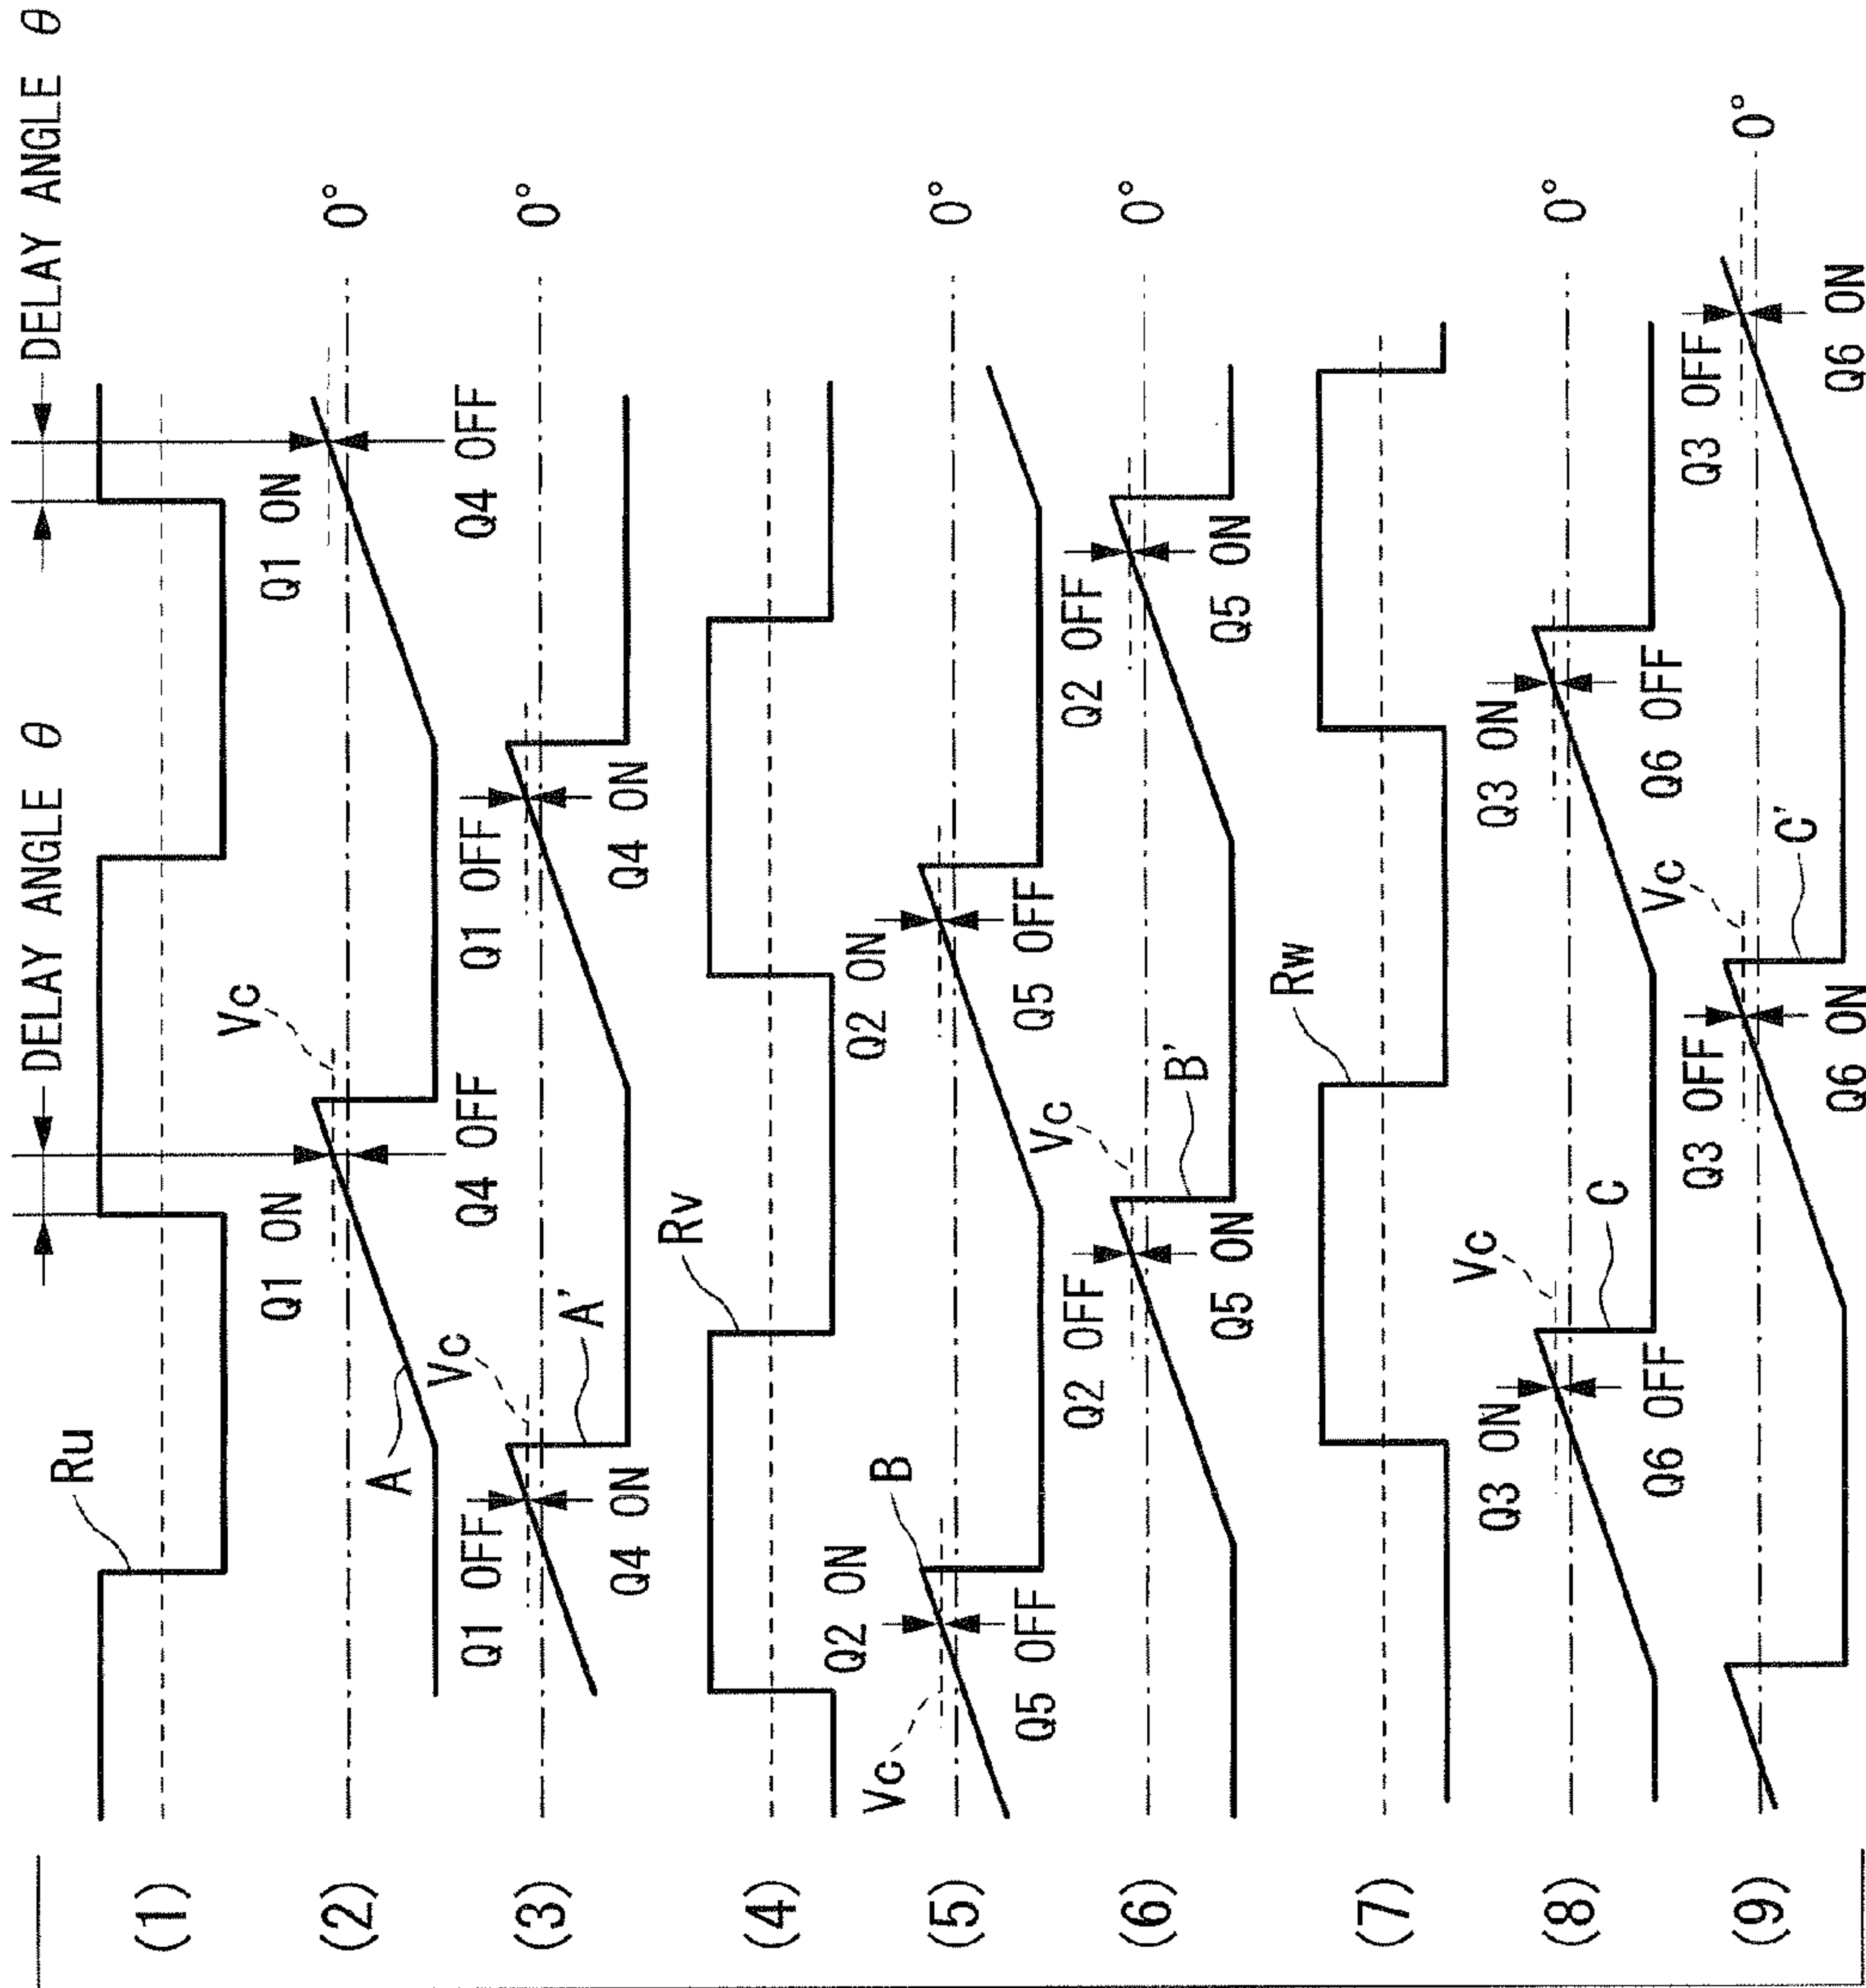 DELAY ANGLE θ
DELAY ANGLE θ
(1)
Ru
(2)
A
Q1 ON
Q4 OFF
Vc
Q1 ON
Q4 OFF
0°
(3)
Q1 OFF
Q4 ON
Vc
A'
Q1 OFF
Q4 ON
0°
(4)
Rv
(5)
Vc
Q2 ON
Q5 OFF
B
Q2 ON
Q5 OFF
0°
(6)
Q2 OFF
Q5 ON
Vc
B'
Q2 OFF
Q5 ON
0°
(7)
Rw
(8)
Q3 ON
Q6 OFF
Vc
C
Q3 ON
Q6 OFF
0°
(9)
Q3 OFF
Q6 ON
Vc
C'
Q3 OFF
Q6 ON
0°